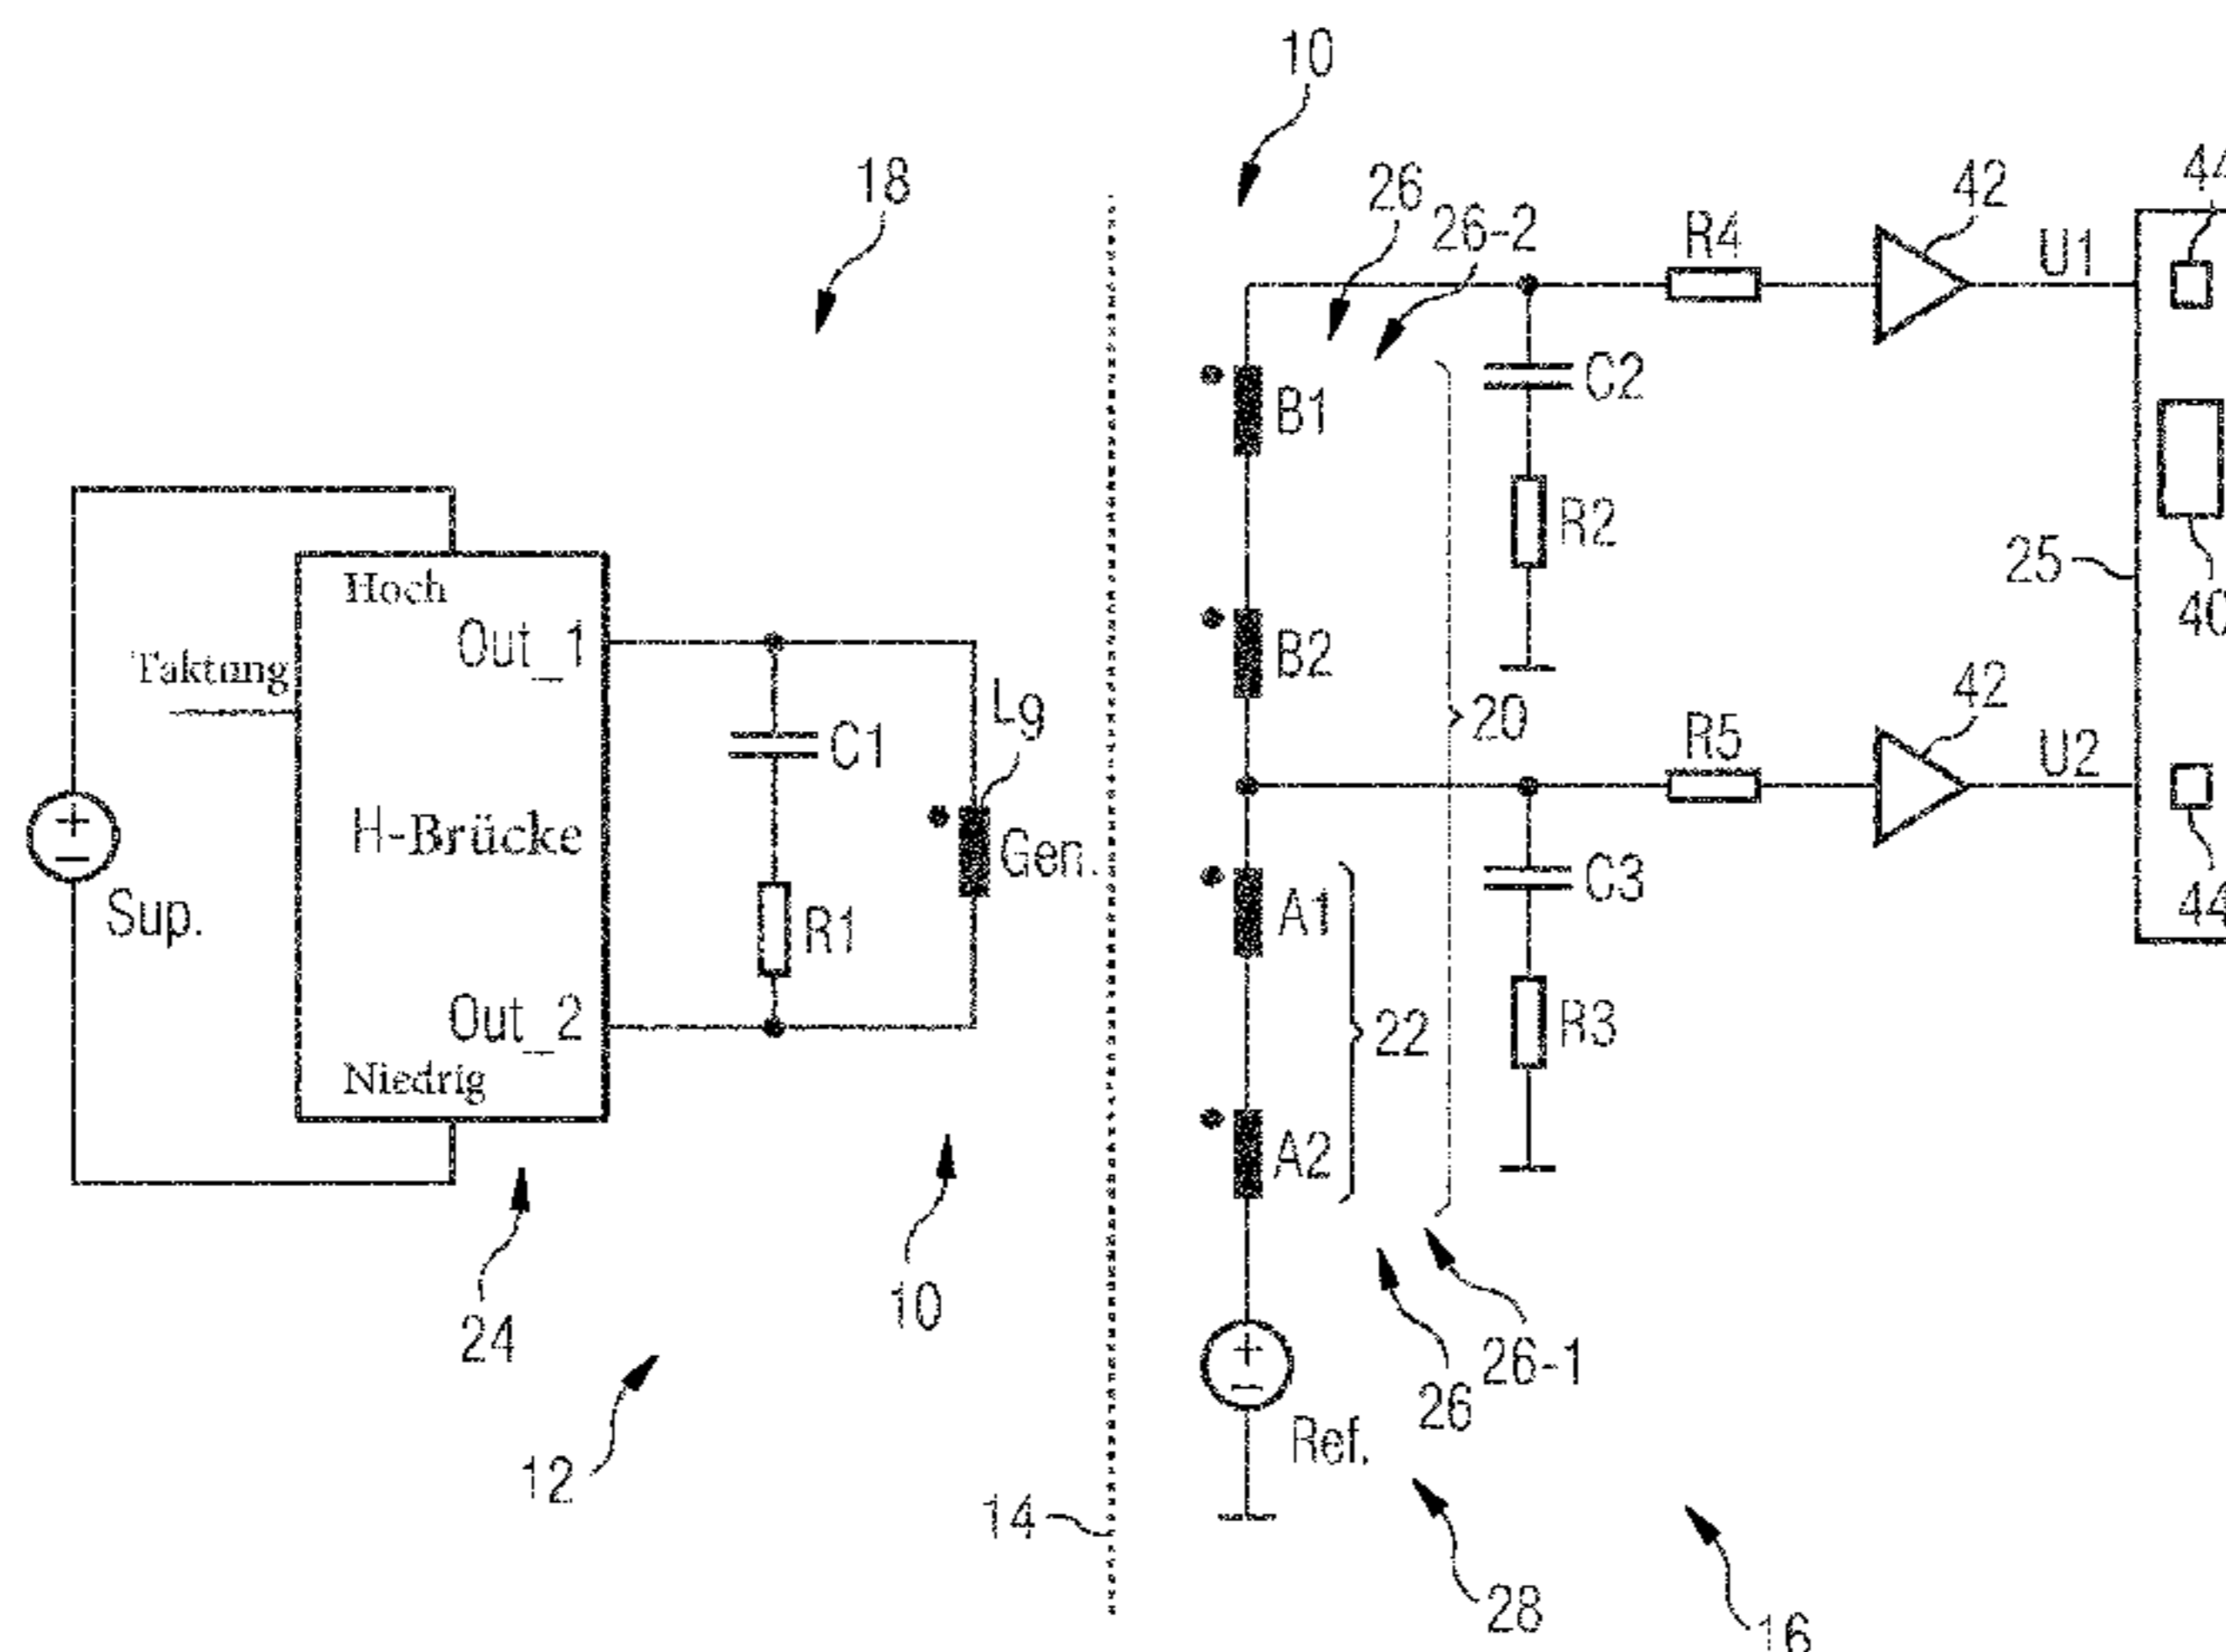 10
18
26
26-2
R4
42
U1
44
C2
B1
Hoch
Out_1
R2
25
40
Taktung
B2
Lg
20
R5
42
U2
C1
H-Brücke
Gen.
Sup.
R1
A1
C3
44
Out_2
22
R3
Niedrig
A2
24
10
26-1
26
Ref.
12
14
28
16